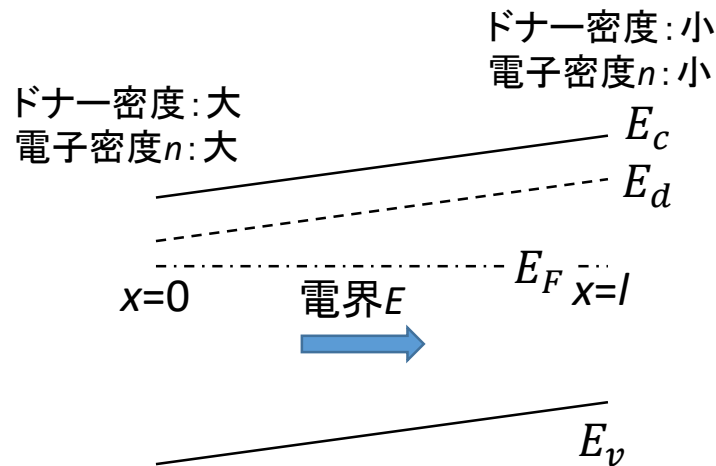 ドナー密度：小
電子密度n：小
ドナー密度：大
電子密度n：大
E_c
E_d
E_F
x=0
電界E
x=l
E_v